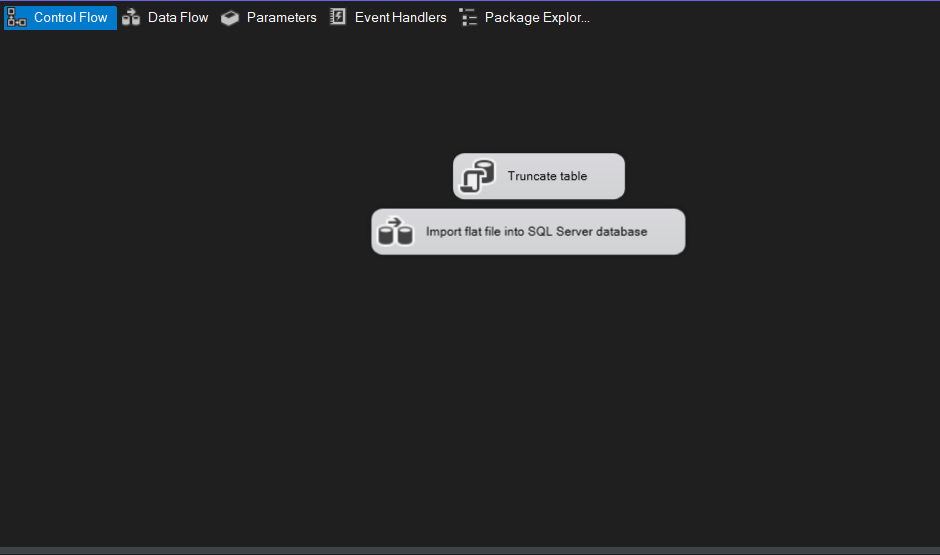 Control Flow Data Flow Parameters Event Handlers Package Explor...
Truncate table
Import flat file into SQL Server database